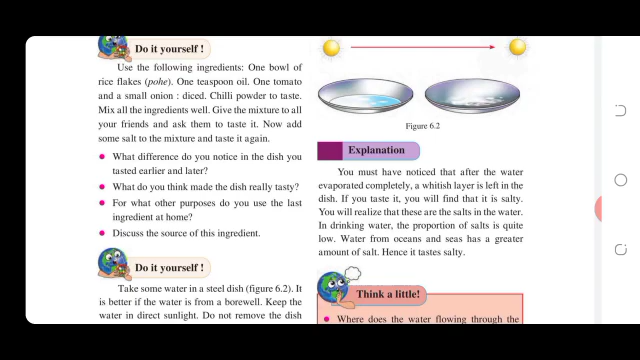 Do it yourself !
Use the following ingredients: One bowl of
rice flakes (pohe). One teaspoon oil. One tomato
and a small onion : diced. Chilli powder to taste.
Mix all the ingredients well. Give the mixture to all
your friends and ask them to taste it. Now add
some salt to the mixture and taste it again.
• What difference do you notice in the dish you
tasted earlier and later?
• What do you think made the dish really tasty?
• For what other purposes do you use the last
ingredient at home?
• Discuss the source of this ingredient.
Do it yourself !
Take some water in a steel dish (figure 6.2). It
is better if the water is from a borewell. Keep the
water in direct sunlight. Do not remove the dish
Figure 6.2
Explanation
You must have noticed that after the water
evaporated completely, a whitish layer is left in the
dish. If you taste it, you will find that it is salty.
You will realize that these are the salts in the water.
In drinking water, the proportion of salts is quite
low. Water from oceans and seas has a greater
amount of salt. Hence it tastes salty.
Think a little!
• Where does the water flowing through the